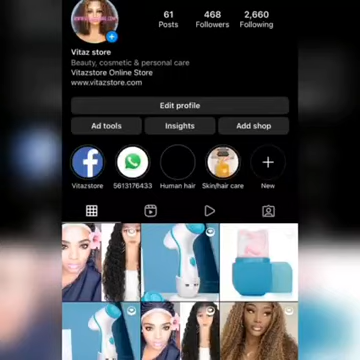 61 468 2,660
Posts Followers Following
Vitaz store
Beauty, cosmetic & personal care
Vitazstore Online Store
www.vitazstore.com
Edit profile
Ad tools Insights Add shop
Vitazstore 5613176433 Human hair Skin/hair care New